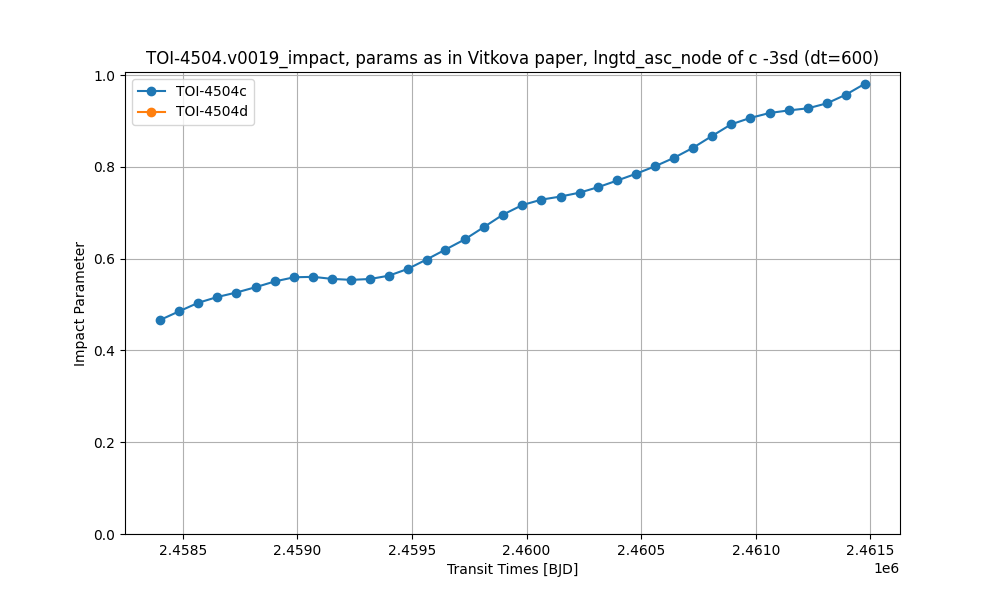 TOI-4504.v0019_impact, params as in Vitkova paper, lngtd_asc_node of c -3sd (dt=600)
TOI-4504c
TOI-4504d
Impact Parameter
1.0
0.8
0.6
0.4
0.2
0.0
2.4585 2.4590 2.4595 2.4600 2.4605 2.4610 2.4615
1e6
Transit Times [BJD]